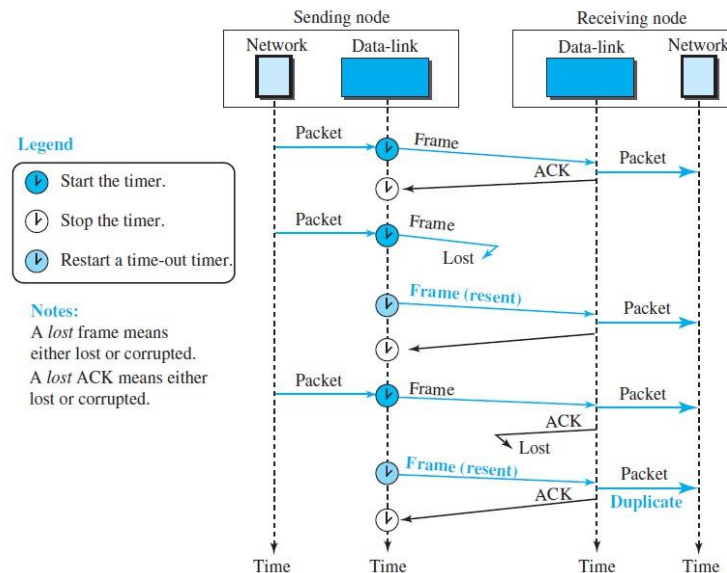 Sending node
Receiving node
Network
Data-link
Data-link
Network
Legend
Start the timer.
Stop the timer.
Restart a time-out timer.
Notes:
A lost frame means
either lost or corrupted.
A lost ACK means either
lost or corrupted.
Packet
Frame
Packet
ACK
Packet
Frame
Lost
Frame (resent)
Packet
Packet
Frame
Packet
ACK
Lost
Frame (resent)
Packet
ACK
Duplicate
Time
Time
Time
Time